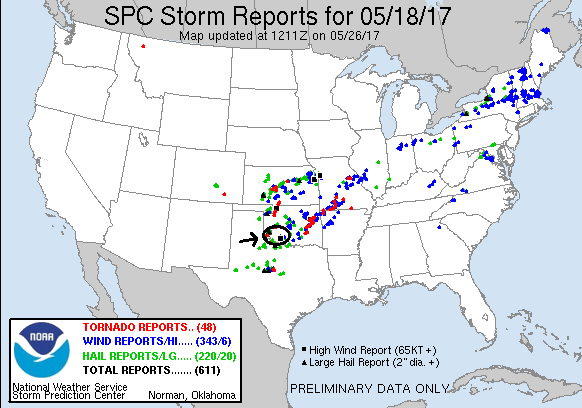 SPC Storm Reports for 05/18/17
Map updated at 1211Z on 05/26/17
TORNADO REPORTS.. (48)
WIND REPORTS/HI..... (343/6)
HAIL REPORTS/LG..... (220/20)
TOTAL REPORTS....... (611)
NOAA
National Weather Service
Storm Prediction Center Norman, Oklahoma
High Wind Report (65KT +)
Large Hail Report (2" dia. +)
PRELIMINARY DATA ONLY